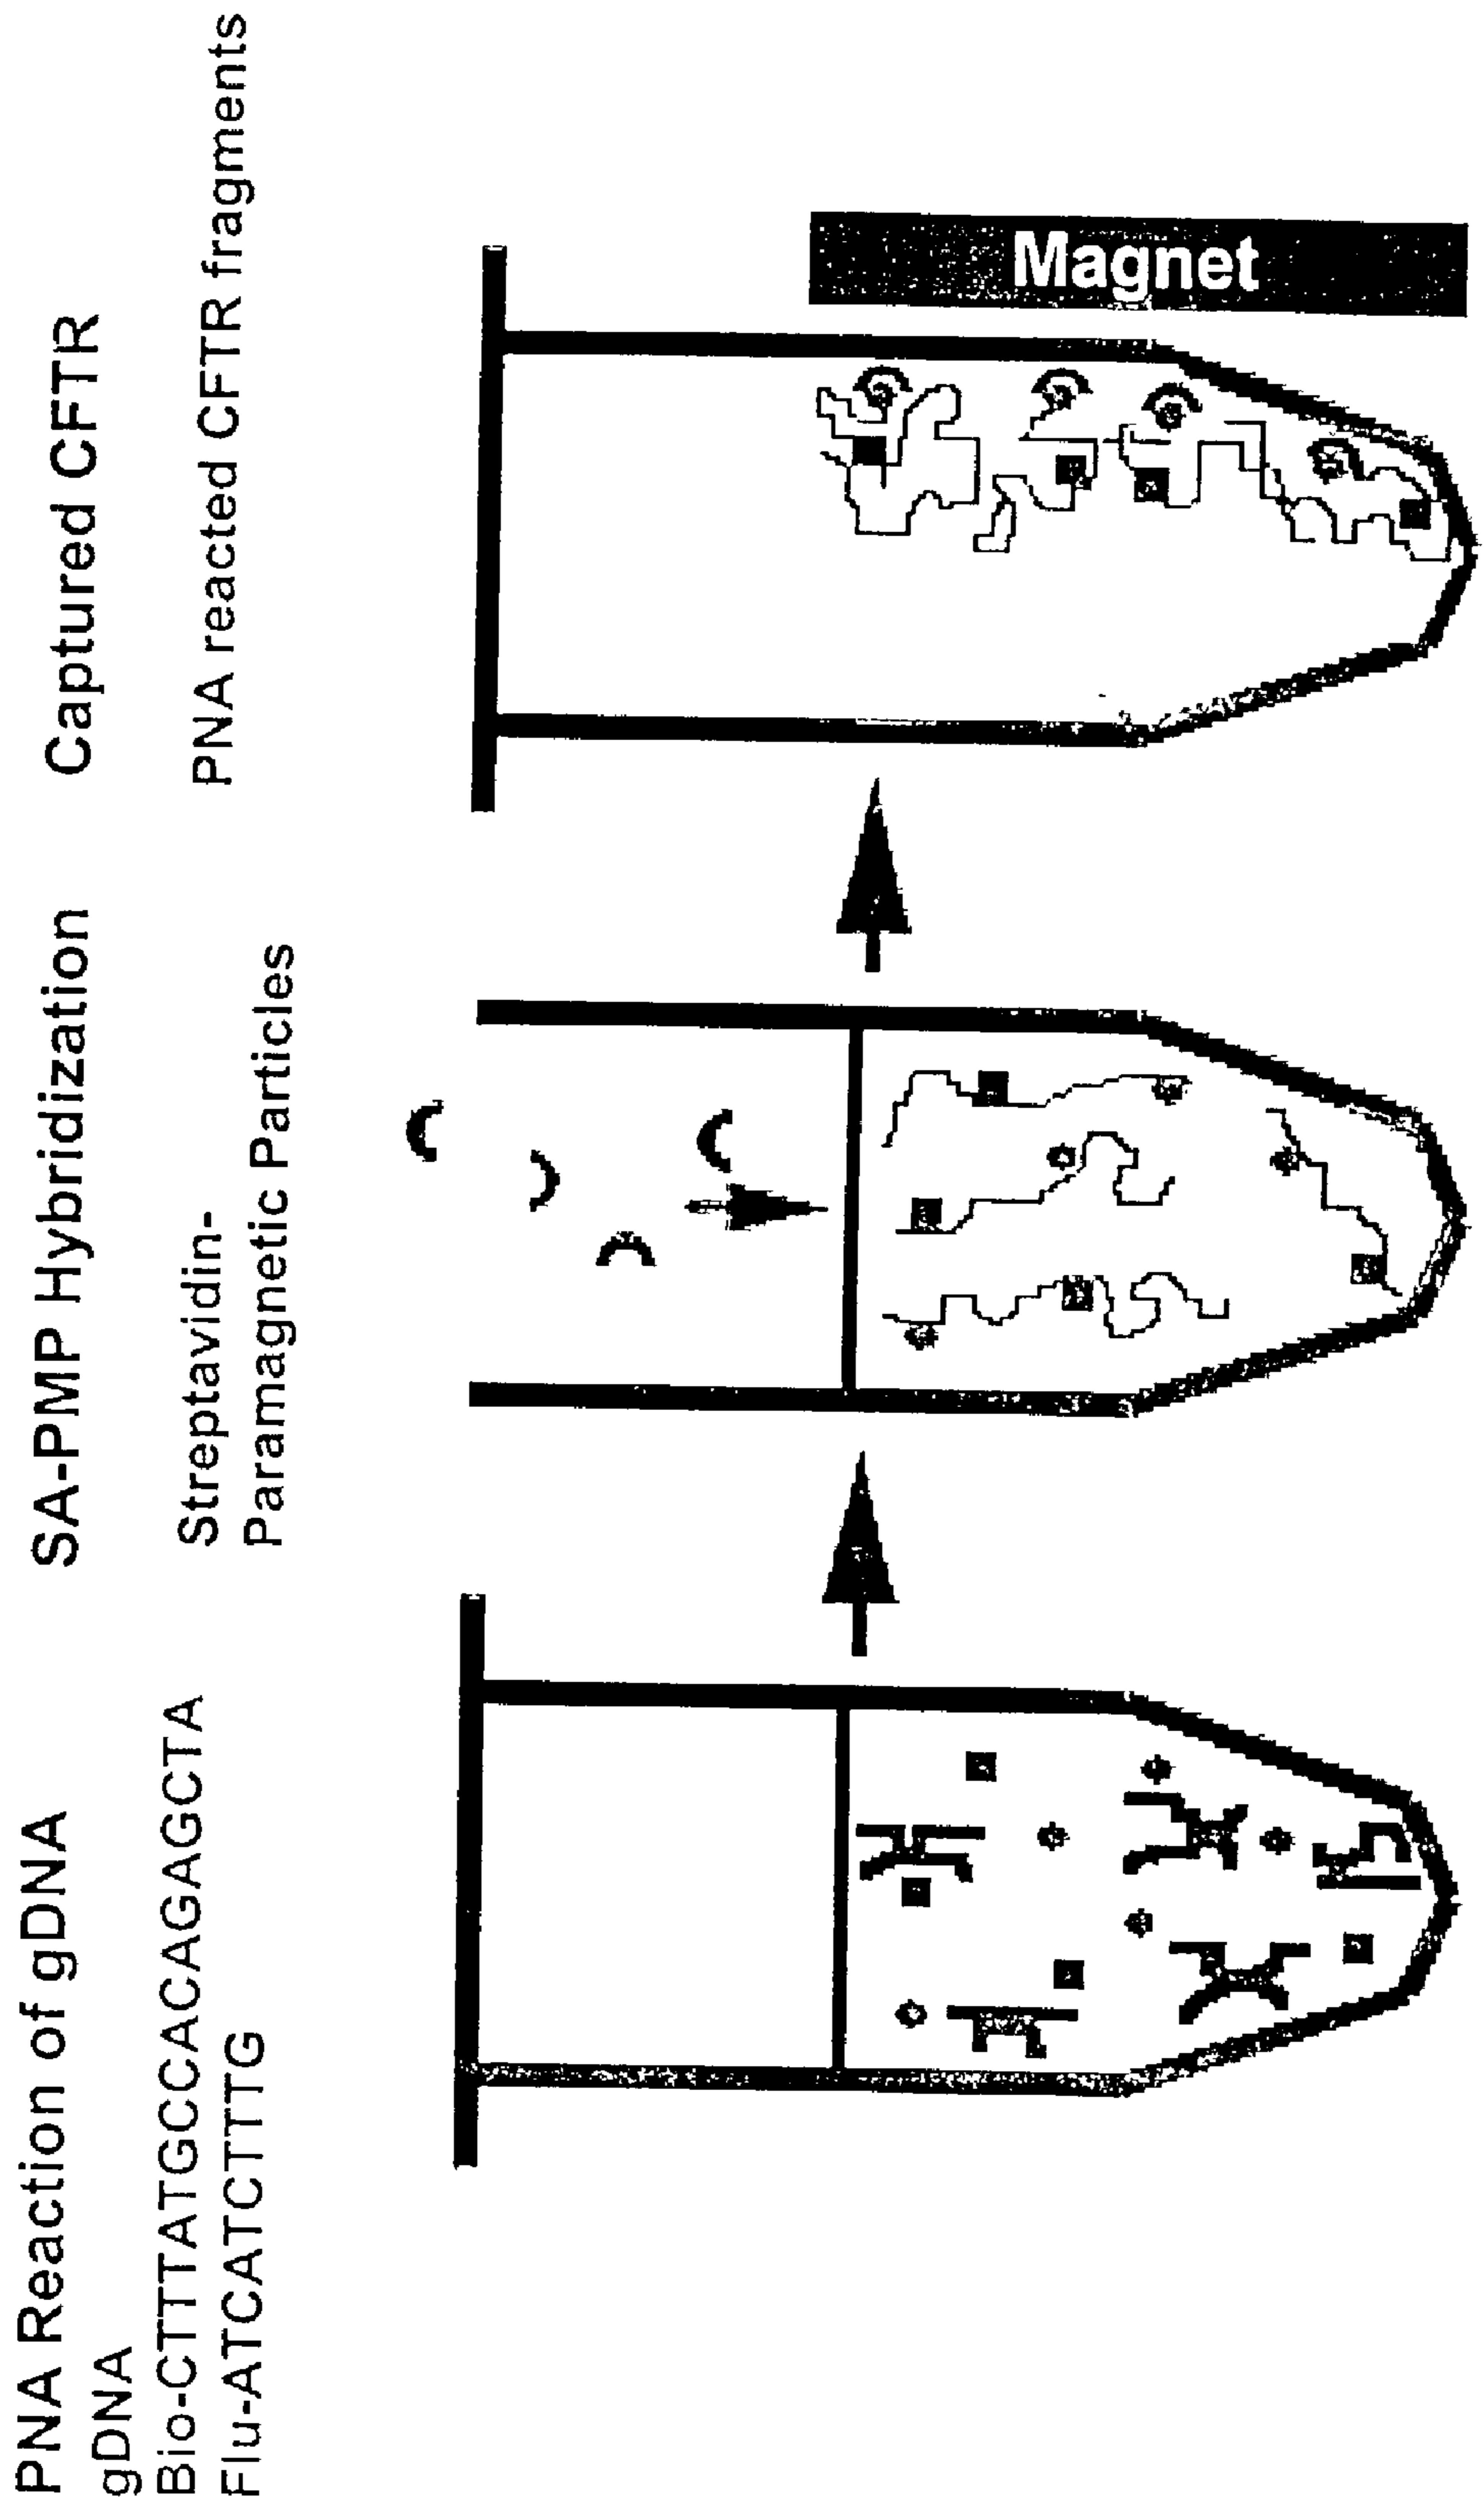 PNA Reaction of gDNA
gDNA
Bio-CTTTATGCCACAGAGCTA
Flu-ATCATCTTTG
SA-PMP Hybridization
Streptavidin-
Paramagnetic Particles
Captured CFTR
PNA reacted CFTR fragments
Magnet